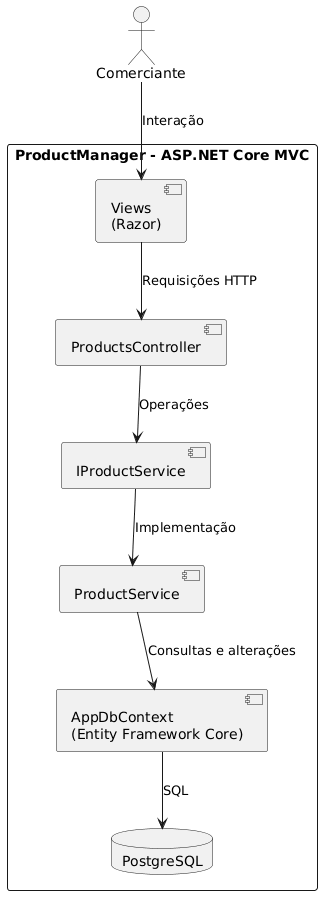 Comerciante
Interação
ProductManager - ASP.NET Core MVC
Views
(Razor)
Requisições HTTP
ProductsController
Operações
IProductService
Implementação
ProductService
Consultas e alterações
AppDbContext
(Entity Framework Core)
SQL
PostgreSQL